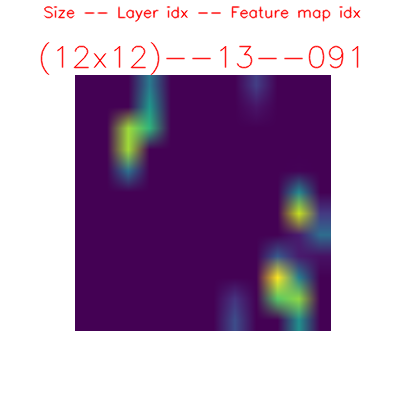 Size -- Layer idx -- Feature map idx
(12x12)--13--091